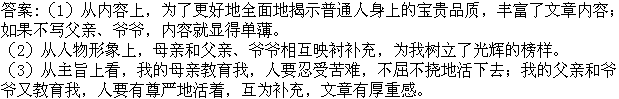 答案:（1）从内容上，为了更好地全面地揭示普通人身上的宝贵品质，丰富了文章内容；
如果不写父亲、爷爷，内容就显得单薄。
（2）从人物形象上，母亲和父亲、爷爷相互映衬补充，为我树立了光辉的榜样。
（3）从主旨上看，我的母亲教育我，人要忍受苦难，不屈不挠地活下去；我的父亲和爷
爷又教育我，人要有尊严地活着，互为补充，文章有厚重感。